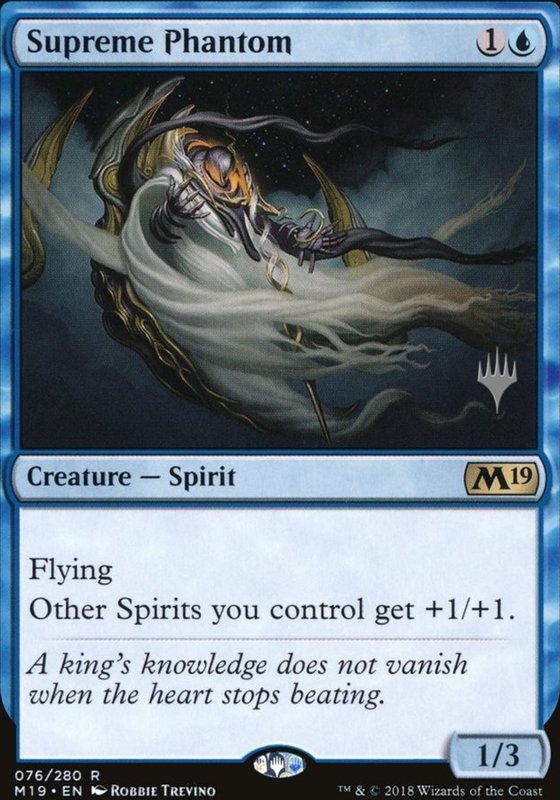 Supreme Phantom 1
Creature — Spirit M19
Flying
Other Spirits you control get +1/+1.
A king's knowledge does not vanish
when the heart stops beating.
1/3
076/280 R
M19 • EN Robbie Trevino ™ & © 2018 Wizards of the Coast